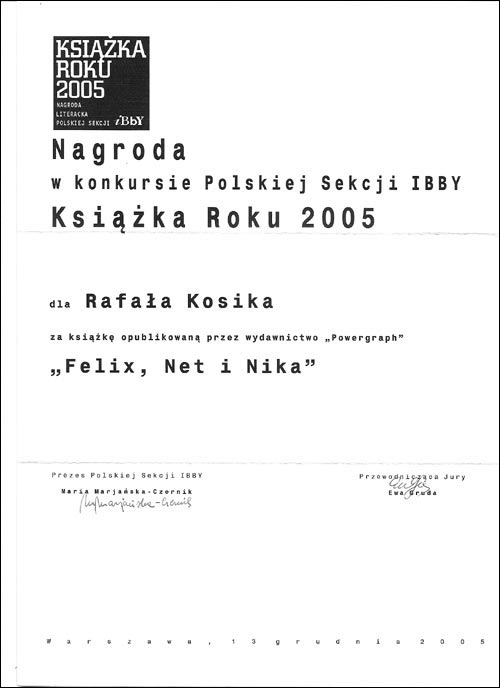 KSIĄŻKA
ROKU
2005
NAGRODA
LITERACKA
POLSKIEJ SEKCJI iBbY
Nagroda
w konkursie Polskiej Sekcji IBBY
Książka Roku 2005
dla Rafała Kosika
za książkę opublikowaną przez wydawnictwo „Powergraph”
„Felix, Net i Nika”
Prezes Polskiej Sekcji IBBY
Maria Marjańska-Czernik
Przewodnicząca Jury
Ewa Gruda
Warszawa, 13 grudnia 2005